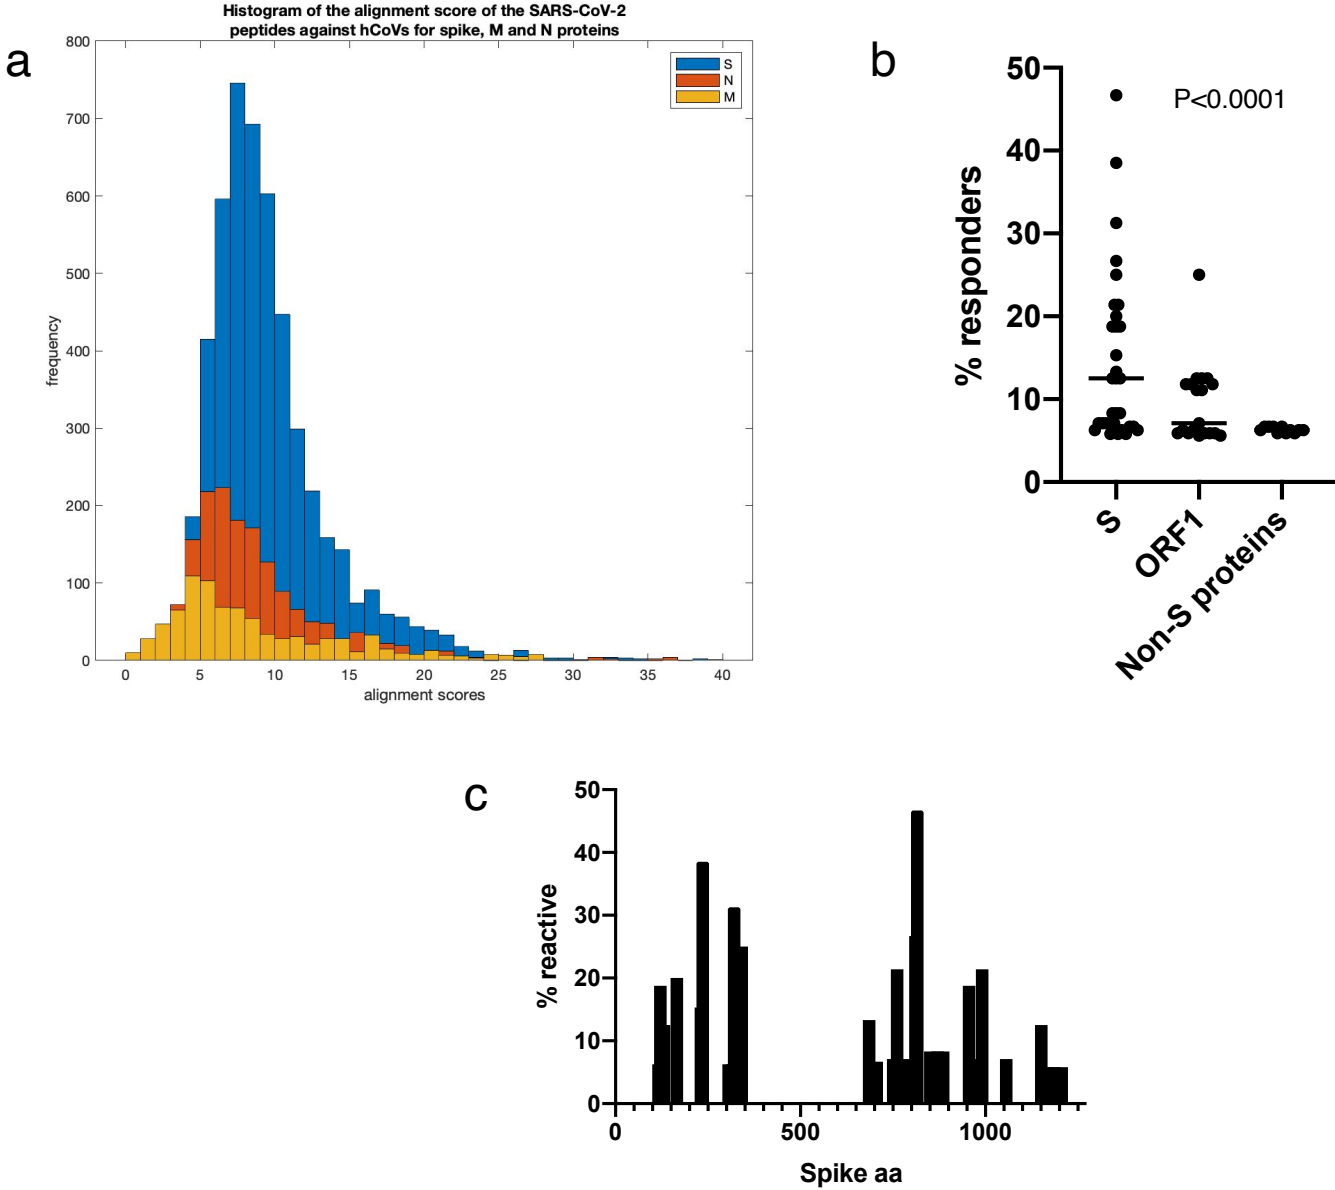 a
Histogram of the alignment score of the SARS-CoV-2
peptides against hCoVs for spike, M and N proteins
800
700
600
500
400
300
200
100
0
frequency
0 5 10 15 20 25 30 35 40
alignment scores
S
N
M
b
50
40
30
20
10
0
% responders
P<0.0001
S
ORF1
Non-S proteins
c
50
40
30
20
10
0
% reactive
0 500 1000
Spike aa